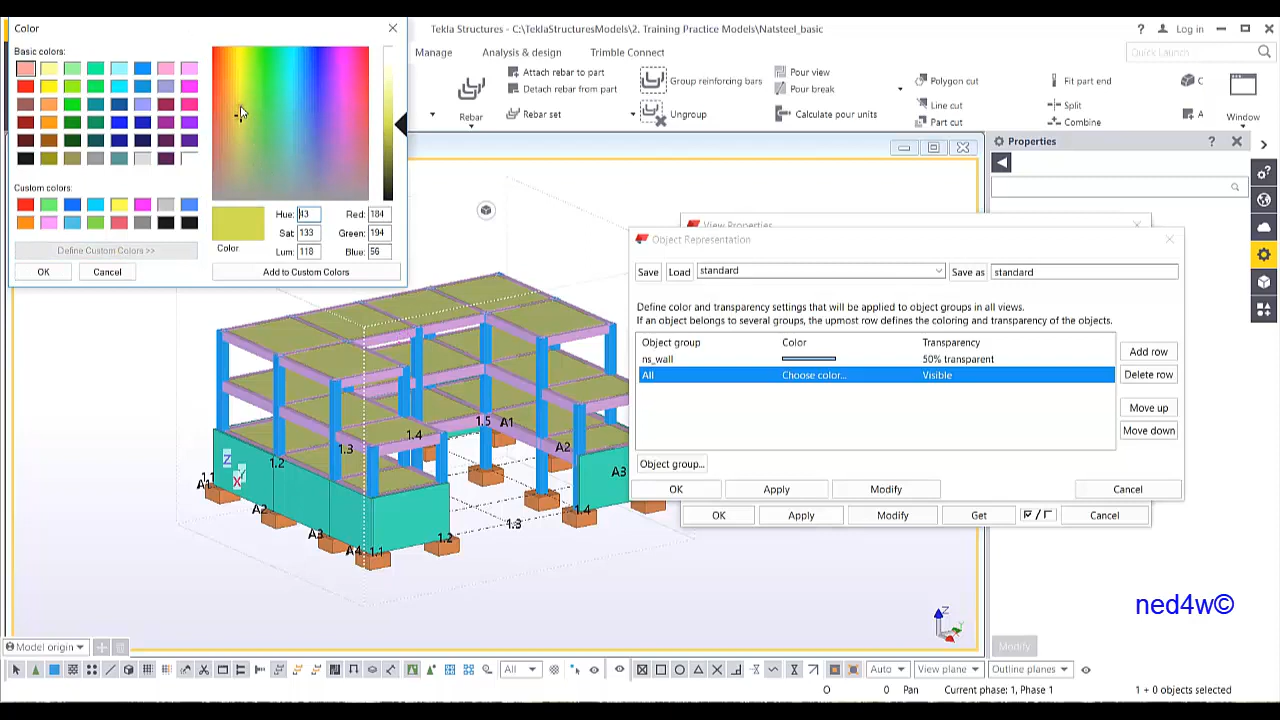 Color
Tekla Structures - C:\TeklaStructuresModels\2. Training Practice Models\Natsteel_basic
? Log in
Basic colors:
Manage Analysis & design Trimble Connect
Quick Launch
Attach rebar to part
Detach rebar from part
Rebar
Rebar set
Group reinforcing bars
Ungroup
Pour view
Pour break
Calculate pour units
Polygon cut
Line cut
Part cut
Fit part end
Split
Combine
C
A
Window
Properties ?
Custom colors:
Define Custom Colors >>
OK Cancel
Color
Hue: 43 Red: 184
Sat: 133 Green: 194
Lum: 118 Blue: 56
Add to Custom Colors
View Properties
Object Representation
Save Load standard Save as standard
Define color and transparency settings that will be applied to object groups in all views.
If an object belongs to several groups, the upmost row defines the coloring and transparency of the objects.
Object group Color Transparency
ns_wall 50% transparent
All Choose color... Visible
Add row
Delete row
Move up
Move down
Object group...
OK Apply Modify Cancel
OK Apply Modify Get Cancel
1.5 A1
1.4
A2
1.3
1.2
A3
Z
X
1.1
A1
A2
A3
A4 1.1
1.2
1.3
1.4
Z
ned4w©
Model origin
Modify
All
Auto View plane Outline planes
O 0 Pan Current phase: 1, Phase 1 1 + 0 objects selected